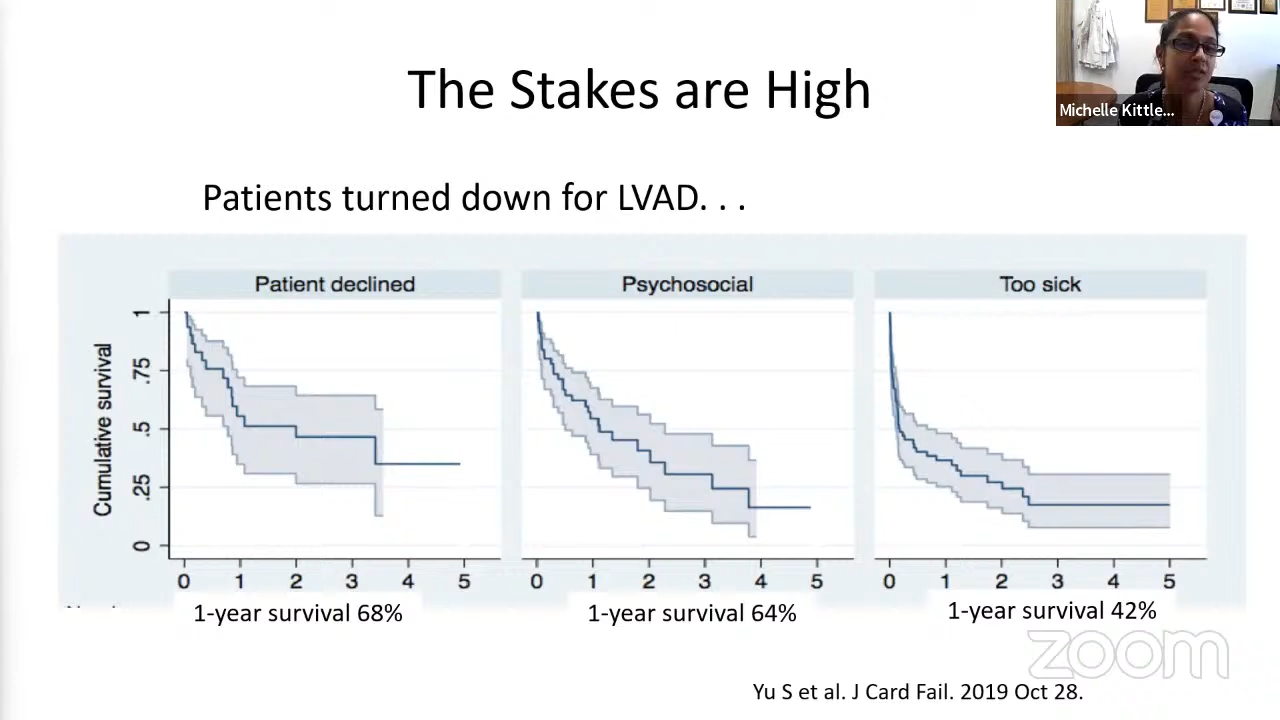 The Stakes are High
Michelle Kittle...
Patients turned down for LVAD. . .
Patient declined
Psychosocial
Too sick
Cumulative survival
1
.75
.5
.25
0
0 1 2 3 4 5
0 1 2 3 4 5
0 1 2 3 4 5
1-year survival 68%
1-year survival 64%
1-year survival 42%
zoom
Yu S et al. J Card Fail. 2019 Oct 28.